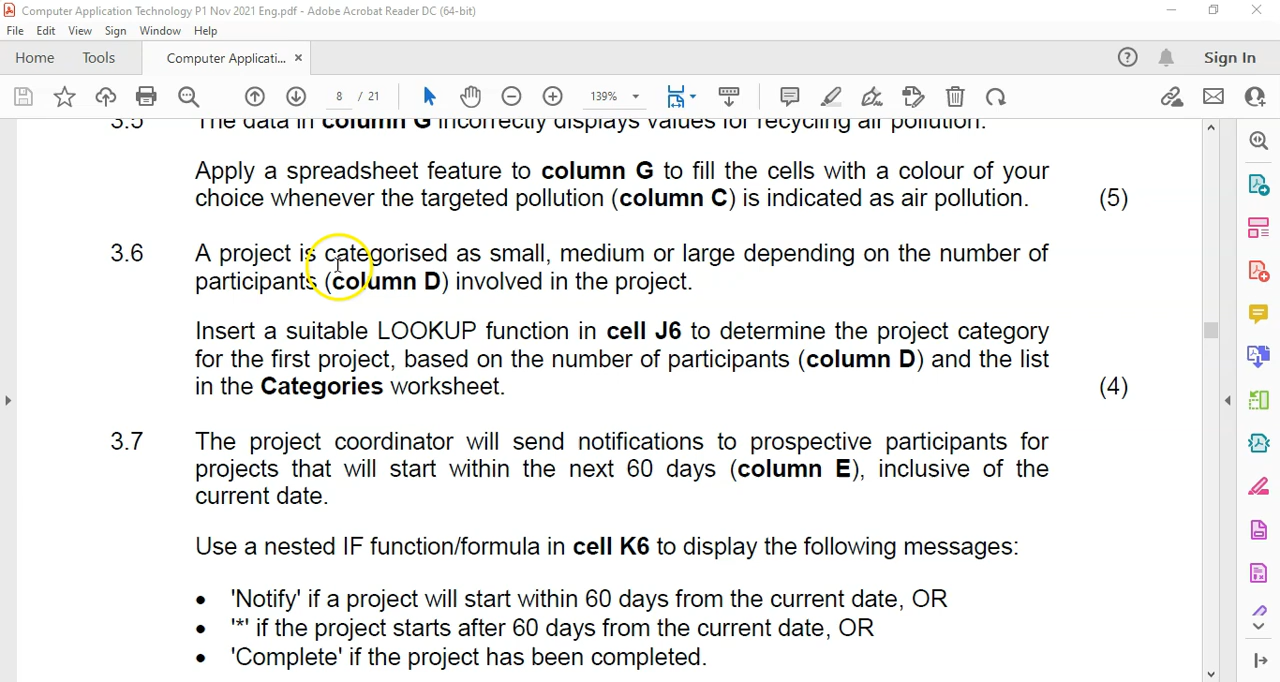 Computer Application Technology P1 Nov 2021 Eng.pdf - Adobe Acrobat Reader DC (64-bit)
File Edit View Sign Window Help
Home Tools Computer Applicati... × Sign In
8 / 21 139%
3.5 The data in column G incorrectly displays values for recycling air pollution.
Apply a spreadsheet feature to column G to fill the cells with a colour of your
choice whenever the targeted pollution (column C) is indicated as air pollution. (5)
3.6 A project is categorised as small, medium or large depending on the number of
participants (column D) involved in the project.
Insert a suitable LOOKUP function in cell J6 to determine the project category
for the first project, based on the number of participants (column D) and the list
in the Categories worksheet. (4)
3.7 The project coordinator will send notifications to prospective participants for
projects that will start within the next 60 days (column E), inclusive of the
current date.
Use a nested IF function/formula in cell K6 to display the following messages:
• 'Notify' if a project will start within 60 days from the current date, OR
• '*' if the project starts after 60 days from the current date, OR
• 'Complete' if the project has been completed.